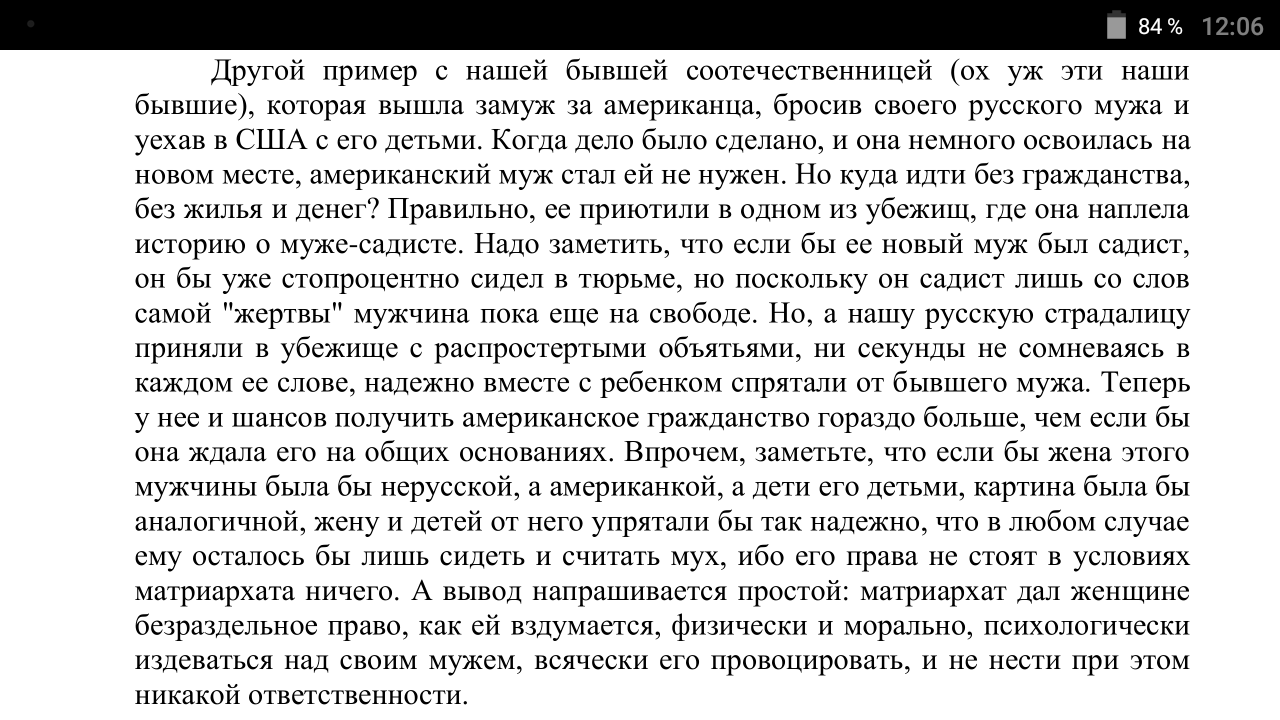 84 % 12:06
Другой пример с нашей бывшей соотечественницей (ох уж эти наши
бывшие), которая вышла замуж за американца, бросив своего русского мужа и
уехав в США с его детьми. Когда дело было сделано, и она немного освоилась на
новом месте, американский муж стал ей не нужен. Но куда идти без гражданства,
без жилья и денег? Правильно, ее приютили в одном из убежищ, где она наплела
историю о муже-садисте. Надо заметить, что если бы ее новый муж был садист,
он бы уже стопроцентно сидел в тюрьме, но поскольку он садист лишь со слов
самой "жертвы" мужчина пока еще на свободе. Но, а нашу русскую страдалицу
приняли в убежище с распростертыми объятьями, ни секунды не сомневаясь в
каждом ее слове, надежно вместе с ребенком спрятали от бывшего мужа. Теперь
у нее и шансов получить американское гражданство гораздо больше, чем если бы
она ждала его на общих основаниях. Впрочем, заметьте, что если бы жена этого
мужчины была бы нерусской, а американкой, а дети его детьми, картина была бы
аналогичной, жену и детей от него упрятали бы так надежно, что в любом случае
ему осталось бы лишь сидеть и считать мух, ибо его права не стоят в условиях
матриархата ничего. А вывод напрашивается простой: матриархат дал женщине
безраздельное право, как ей вздумается, физически и морально, психологически
издеваться над своим мужем, всячески его провоцировать, и не нести при этом
никакой ответственности.